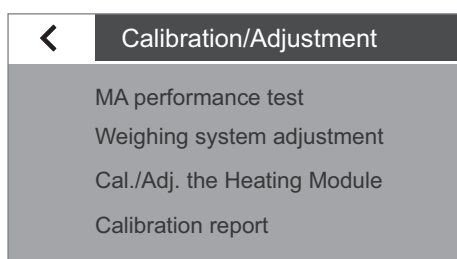 Calibration/Adjustment
MA performance test
Weighing system adjustment
Cal./Adj. the Heating Module
Calibration report